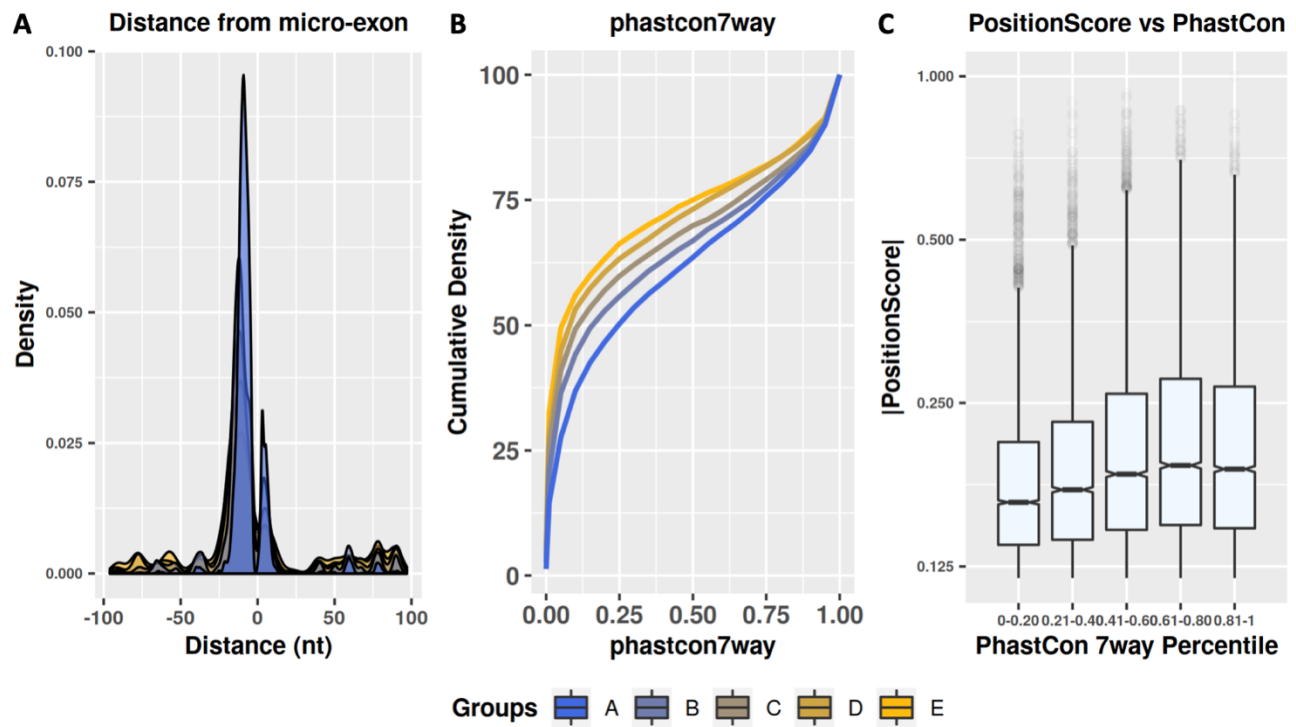 A Distance from micro-exon
0.100
0.075
0.050
0.025
0.000
Density
-100 -50 0 50 100
Distance (nt)
B phastcon7way
100
75
50
25
0
Cumulative Density
0.00 0.25 0.50 0.75 1.00
phastcon7way
C PositionScore vs PhastCon
1.000
0.500
0.250
0.125
|PositionScore|
0-0.20 0.21-0.40 0.41-0.60 0.61-0.80 0.81-1
PhastCon 7way Percentile
Groups A B C D E